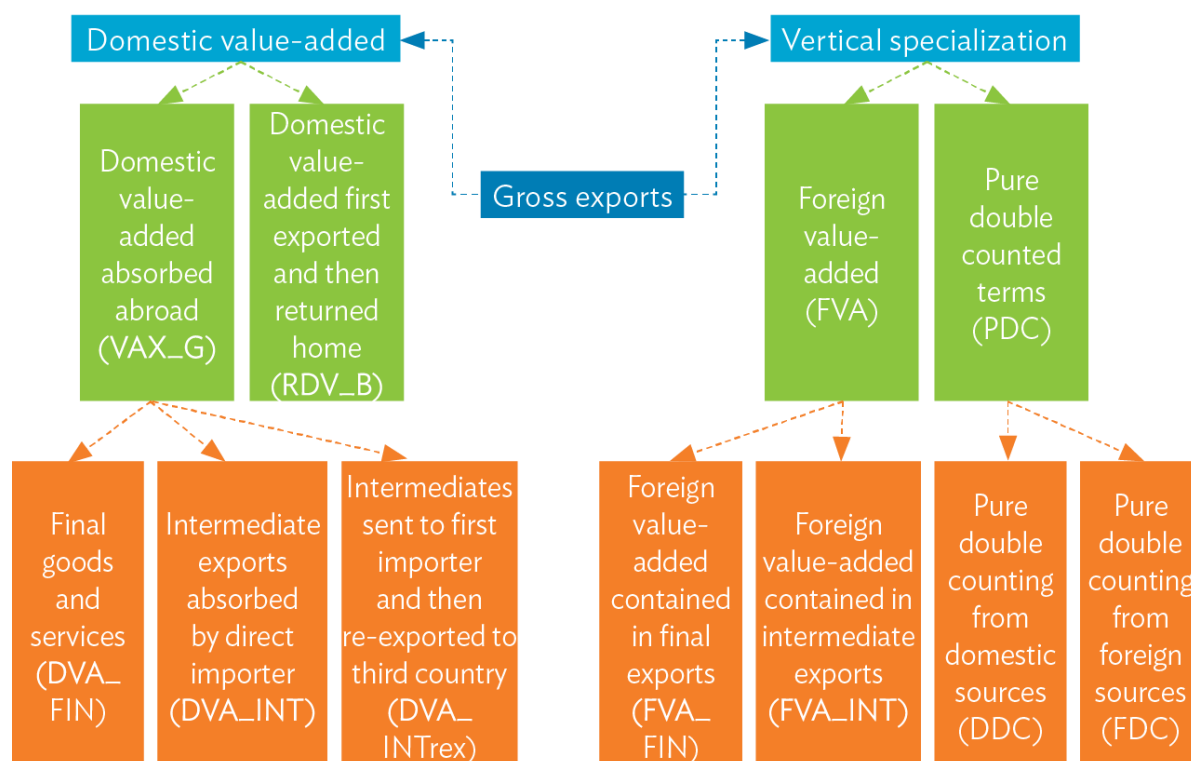 Domestic value-added
Vertical specialization
Gross exports
Domestic
value-
added
absorbed
abroad
(VAX_G)
Domestic
value-
added first
exported
and then
returned
home
(RDV_B)
Foreign
value-
added
(FVA)
Pure
double
counted
terms
(PDC)
Final
goods
and
services
(DVA_
FIN)
Intermediate
exports
absorbed
by direct
importer
(DVA_INT)
Intermediates
sent to first
importer
and then
re-exported to
third country
(DVA_
INTrex)
Foreign
value-
added
contained
in final
exports
(FVA_
FIN)
Foreign
value-added
contained in
intermediate
exports
(FVA_INT)
Pure
double
counting
from
domestic
sources
(DDC)
Pure
double
counting
from
foreign
sources
(FDC)